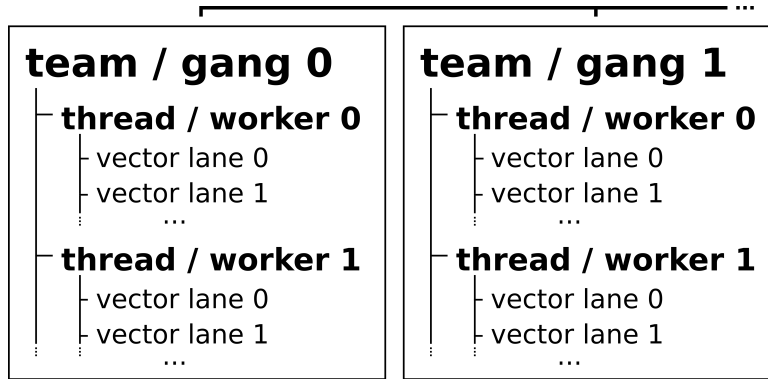 ...
team / gang 0
thread / worker 0
vector lane 0
vector lane 1
...
thread / worker 1
vector lane 0
vector lane 1
...
team / gang 1
thread / worker 0
vector lane 0
vector lane 1
...
thread / worker 1
vector lane 0
vector lane 1
...